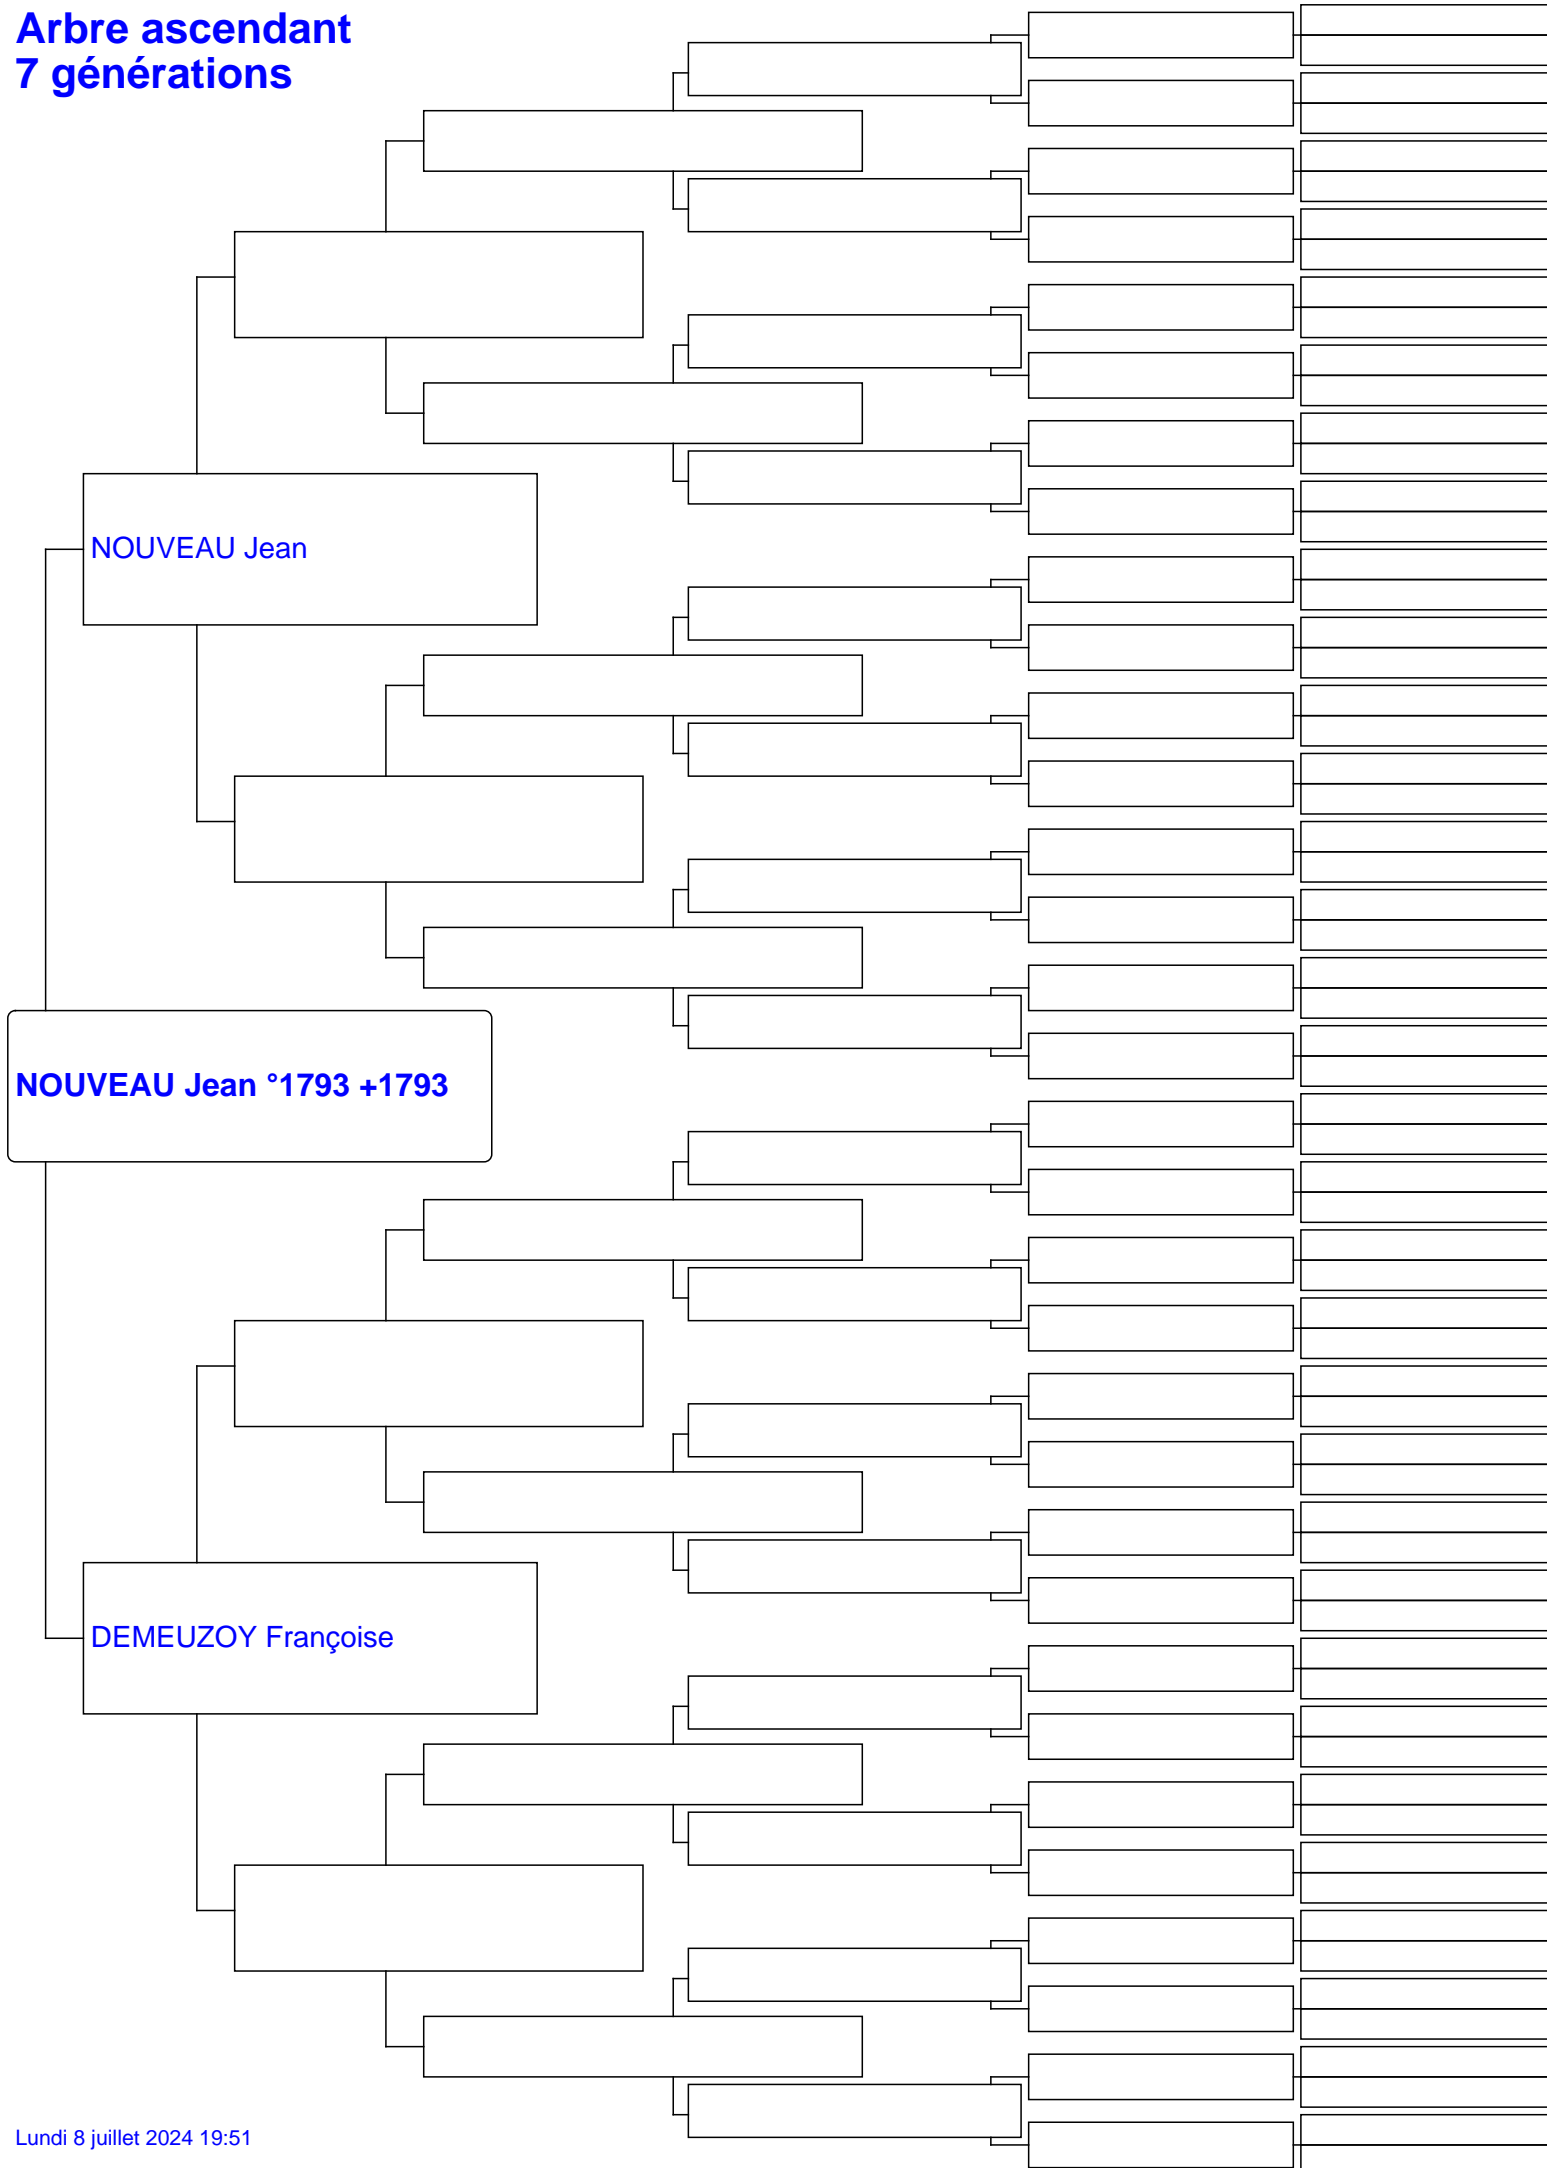 Arbre ascendant
7 générations
NOUVEAU Jean
NOUVEAU Jean °1793 +1793
DEMEUZOY Françoise
Lundi 8 juillet 2024 19:51